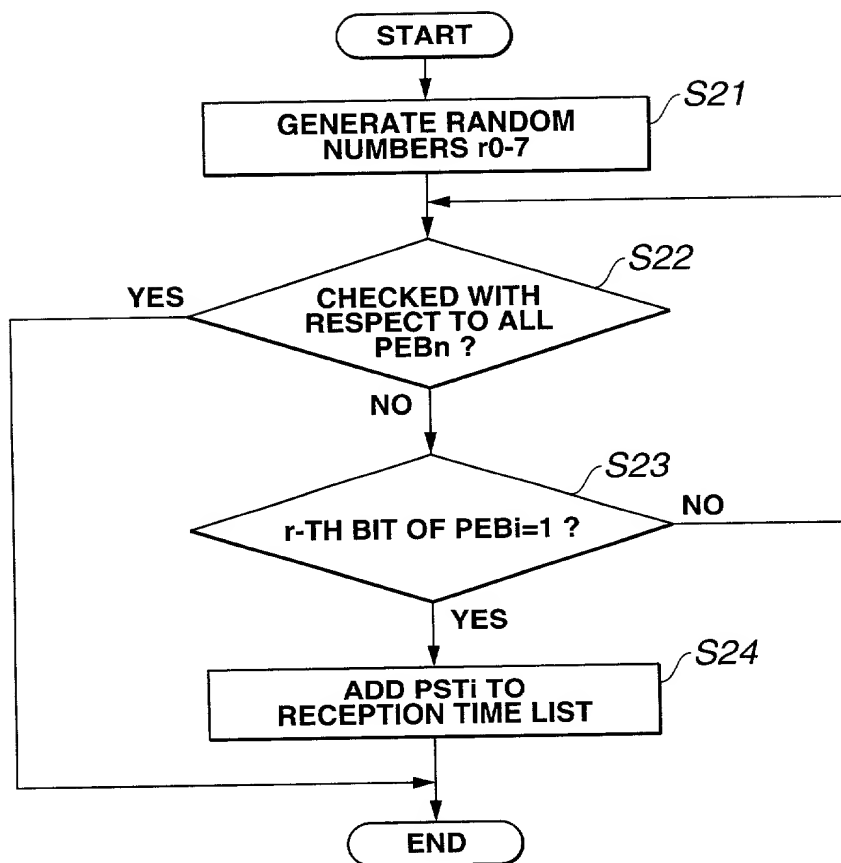 START
S21
GENERATE RANDOM
NUMBERS r0-7
S22
YES
CHECKED WITH
RESPECT TO ALL
PEBn ?
NO
S23
r-TH BIT OF PEBi=1 ?
NO
YES
S24
ADD PSTi TO
RECEPTION TIME LIST
END